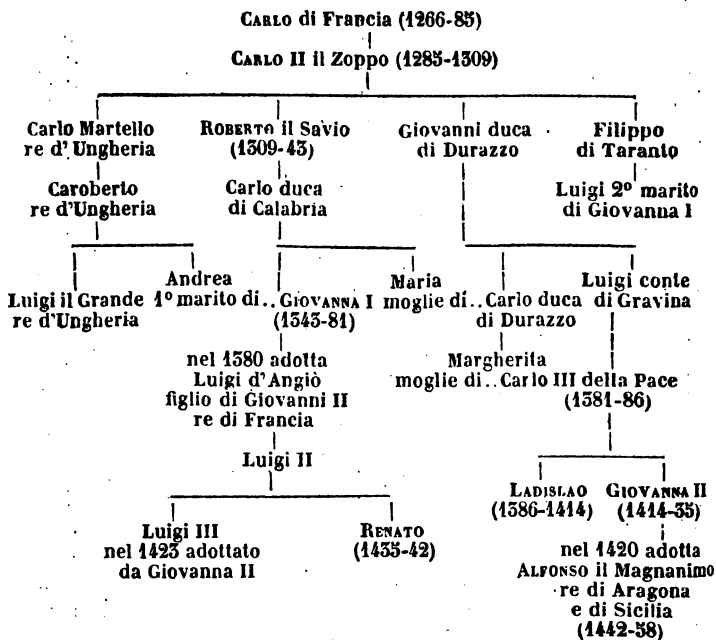 CARLO di Francia (1266-85)
CARLO II il Zoppo (1285-1309)
Carlo Martello
re d'Ungheria
ROBERTO il Savio
(1309-43)
Giovanni duca
di Durazzo
Filippo
di Taranto
Caroberto
re d'Ungheria
Carlo duca
di Calabria
Luigi 2º marito
di Giovanna I
Luigi il Grande
re d'Ungheria
Andrea
1º marito di..GIOVANNA I
(1343-81)
Maria
moglie di..Carlo duca
di Durazzo
Luigi conte
di Gravina
nel 1380 adotta
Luigi d'Angiò
figlio di Giovanni II
re di Francia
Margherita
moglie di..Carlo III della Pace
(1381-86)
Luigi II
LADISLAO
(1386-1414)
GIOVANNA II
(1414-35)
Luigi III
nel 1423 adottato
da Giovanna II
RENATO
(1435-42)
nel 1420 adotta
ALFONSO il Magnanimo
re di Aragona
e di Sicilia
(1442-58)